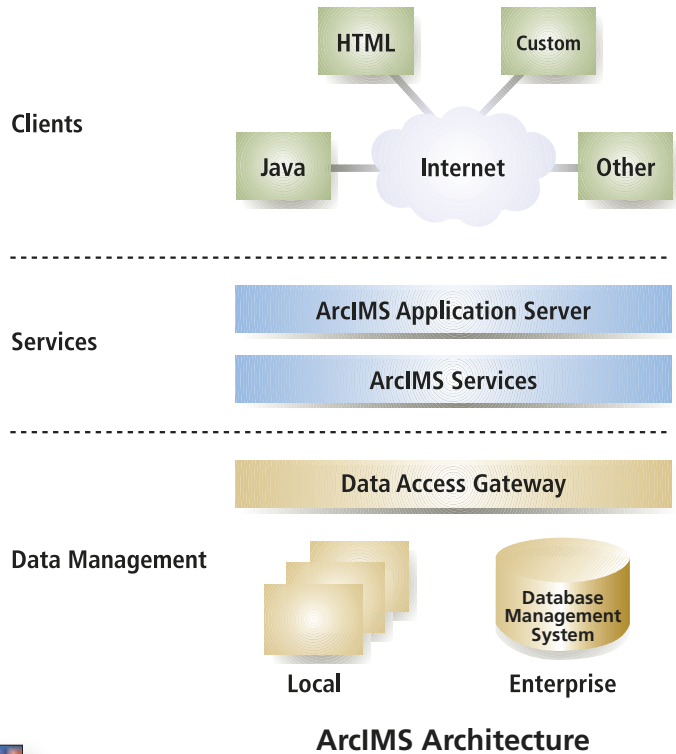 HTML
Custom
Clients
Java
Internet
Other
ArcIMS Application Server
Services
ArcIMS Services
Data Access Gateway
Data Management
Database
Management
System
Local
Enterprise
ArcIMS Architecture